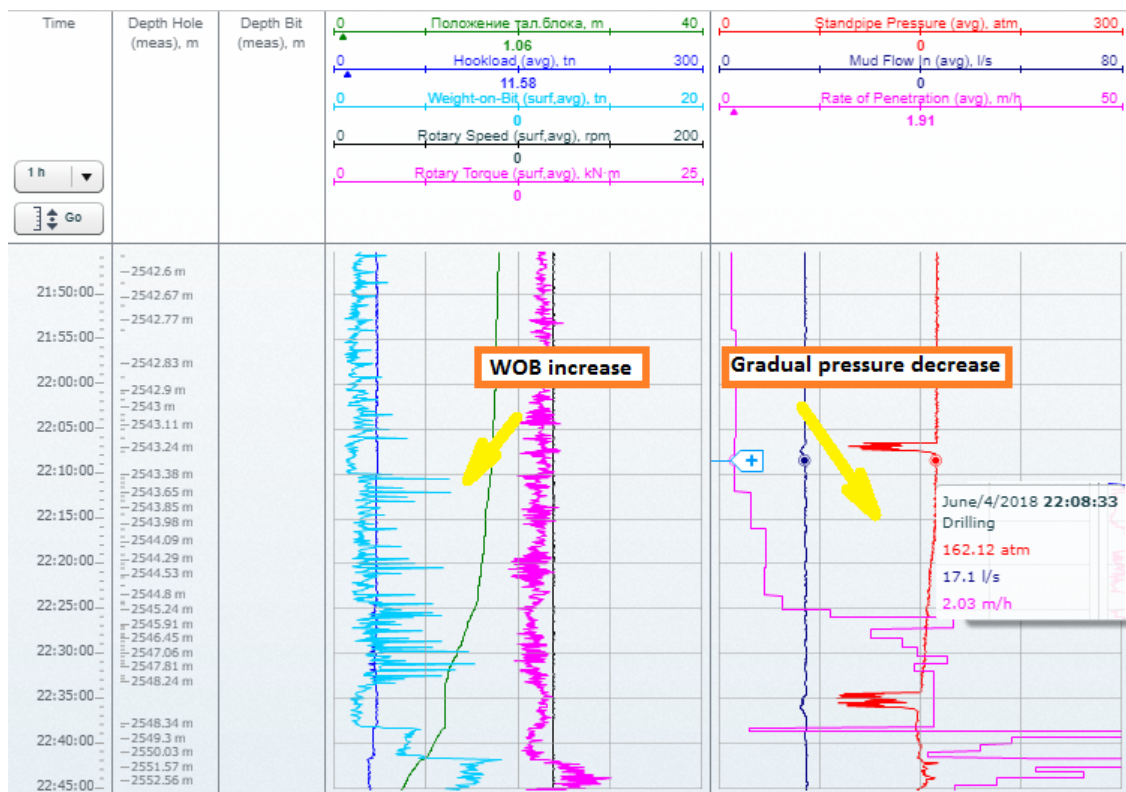 Time
Depth Hole
(meas), m
Depth Bit
(meas), m
0 Положение тал.блока, m 40
1.06
0 Hookload (avg), tn 300
11.58
0 Weight-on-Bit (surf,avg), tn 20
0
0 Rotary Speed (surf,avg), rpm 200
0
0 Rotary Torque (surf,avg), kN·m 25
0
0 Standpipe Pressure (avg), atm 300
0
0 Mud Flow In (avg), l/s 80
0
0 Rate of Penetration (avg), m/h 50
1.91
1 h
Go
21:50:00
21:55:00
22:00:00
22:05:00
22:10:00
22:15:00
22:20:00
22:25:00
22:30:00
22:35:00
22:40:00
22:45:00
2542.6 m
2542.67 m
2542.77 m
2542.83 m
2542.9 m
2543 m
2543.11 m
2543.24 m
2543.38 m
2543.65 m
2543.85 m
2543.98 m
2544.09 m
2544.29 m
2544.53 m
2544.8 m
2545.24 m
2545.91 m
2546.45 m
2547.06 m
2547.81 m
2548.24 m
2548.34 m
2549.3 m
2550.03 m
2551.57 m
2552.56 m
WOB increase
Gradual pressure decrease
June/4/2018 22:08:33
Drilling
162.12 atm
17.1 l/s
2.03 m/h